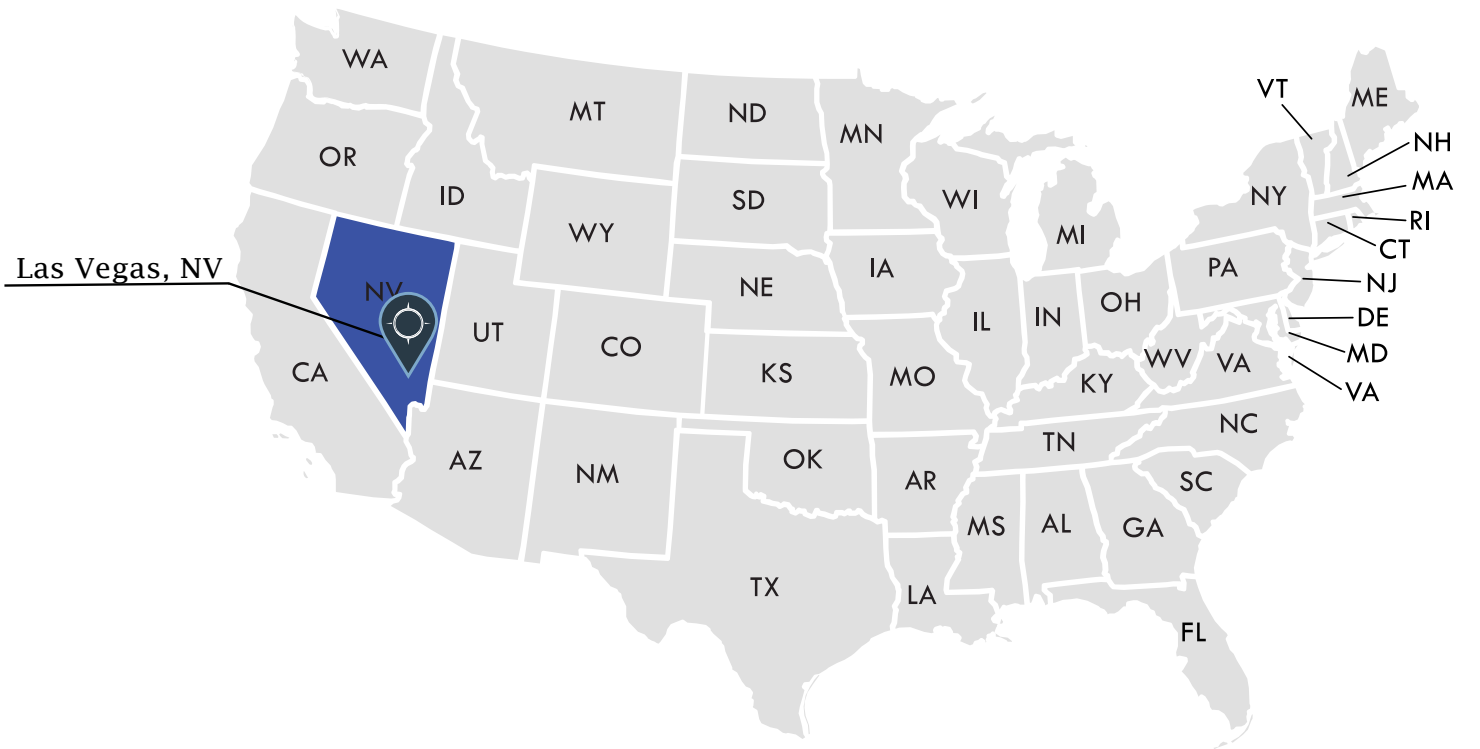 WA
MT
ND
MN
VT
ME
OR
ID
SD
WI
MI
NY
NH
MA
RI
CT
WY
Las Vegas, NV
NV
IA
NE
PA
NJ
UT
CO
IL
IN
OH
DE
MD
VA
CA
KS
MO
KY
WV
VA
AZ
NM
OK
AR
TN
NC
SC
MS
AL
GA
TX
LA
FL